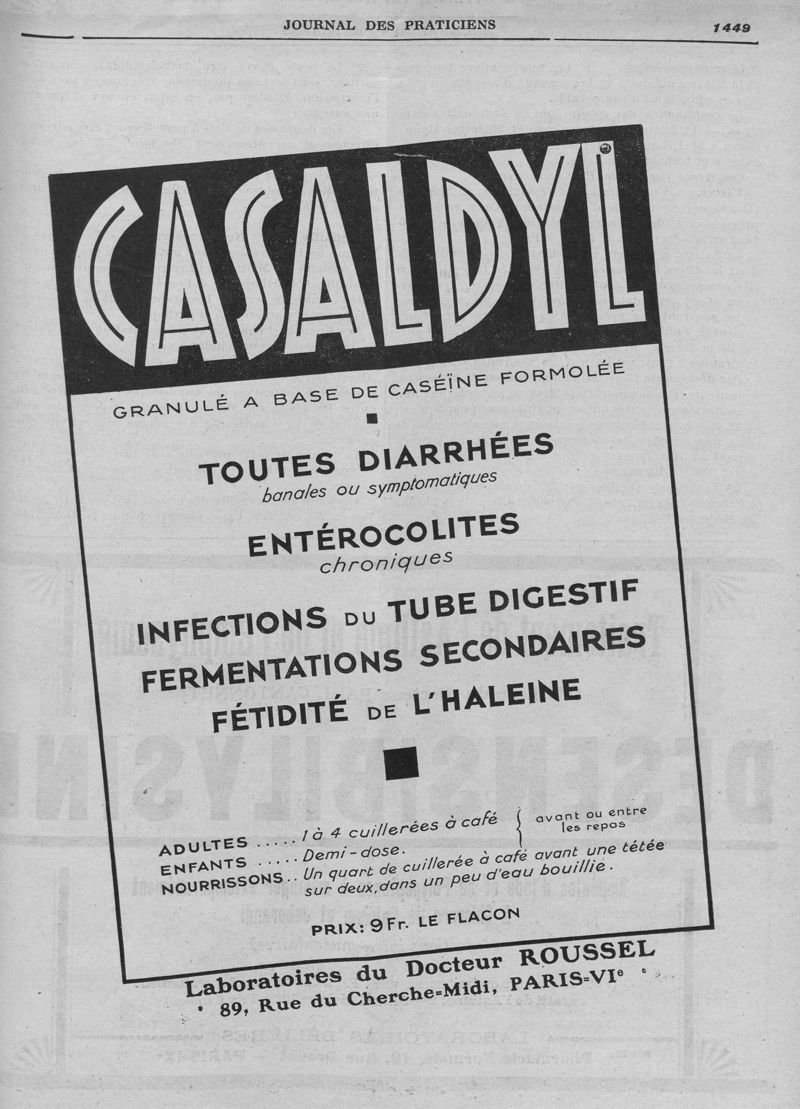 JOURNAL DES PRATICIENS
1449
CASALDYL
GRANULÉ A BASE DE CASÉÏNE FORMOLÉE
TOUTES DIARRHÉES
banales ou symptomatiques
ENTÉROCOLITES
chroniques
INFECTIONS DU TUBE DIGESTIF
FERMENTATIONS SECONDAIRES
FÉTIDITÉ DE L'HALEINE
ADULTES ..... 1 à 4 cuillerées à café { avant ou entre
les repas
ENFANTS ..... Demi-dose.
NOURRISSONS.. Un quart de cuillerée à café avant une tétée
sur deux, dans un peu d'eau bouillie.
PRIX: 9 Fr. LE FLACON
Laboratoires du Docteur ROUSSEL
89, Rue du Cherche=Midi, PARIS=VIe
DESENSIBILYSINE